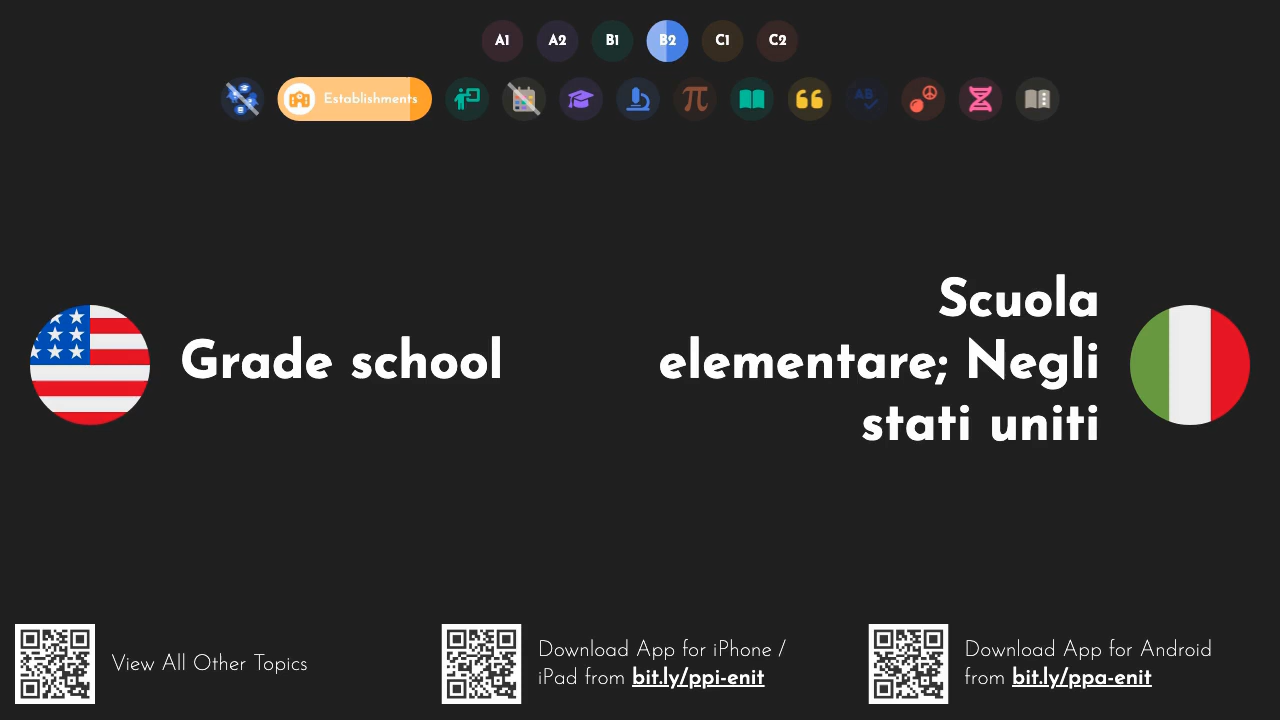 A1 A2 B1 B2 C1 C2
Establishments
Grade school
Scuola
elementare; Negli
stati uniti
View All Other Topics
Download App for iPhone /
iPad from bit.ly/ppi-enit
Download App for Android
from bit.ly/ppa-enit